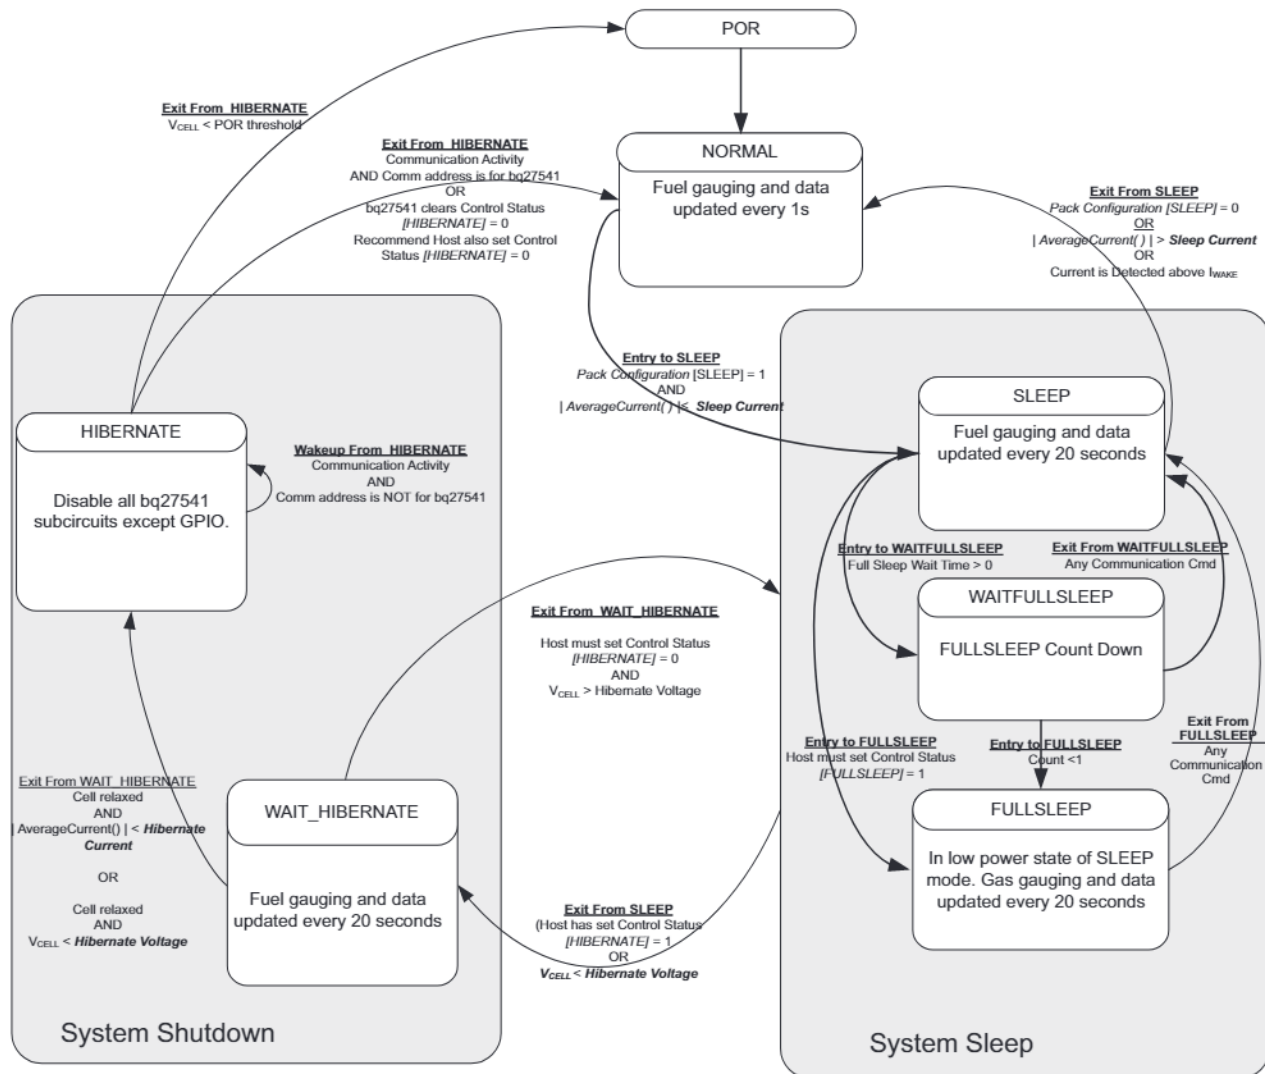 POR
Exit From  HIBERNATE
VCELL < POR threshold
Exit From  HIBERNATE
Communication Activity
AND Comm address is for bq27541
OR
bq27541 clears Control Status
[HIBERNATE] = 0
Recommend Host also set Control
Status [HIBERNATE] = 0
NORMAL
Fuel gauging and data
updated every 1s
Exit From SLEEP
Pack Configuration [SLEEP] = 0
OR
| AverageCurrent( ) | > Sleep Current
OR
Current is Detected above IWAKE
Entry to SLEEP
Pack Configuration [SLEEP] = 1
AND
| AverageCurrent( ) |≤  Sleep Current
HIBERNATE
Disable all bq27541
subcircuits except GPIO.
Wakeup From  HIBERNATE
Communication Activity
AND
Comm address is NOT for bq27541
SLEEP
Fuel gauging and data
updated every 20 seconds
Entry to WAITFULLSLEEP
Full Sleep Wait Time > 0
Exit From WAITFULLSLEEP
Any Communication Cmd
WAITFULLSLEEP
FULLSLEEP Count Down
Exit From  WAIT_HIBERNATE
Host must set Control Status
[HIBERNATE] = 0
AND
VCELL > Hibernate Voltage
Entry to FULLSLEEP
Host must set Control Status
[FULLSLEEP] = 1
Entry to FULLSLEEP
Count <1
Exit From
FULLSLEEP
Any
Communication
Cmd
FULLSLEEP
In low power state of SLEEP
mode. Gas gauging and data
updated every 20 seconds
Exit From WAIT_HIBERNATE
Cell relaxed
AND
| AverageCurrent() | < Hibernate
Current
OR
Cell relaxed
AND
VCELL < Hibernate Voltage
WAIT_HIBERNATE
Fuel gauging and data
updated every 20 seconds
Exit From SLEEP
(Host has set Control Status
[HIBERNATE] = 1
OR
VCELL < Hibernate Voltage
System Shutdown
System Sleep